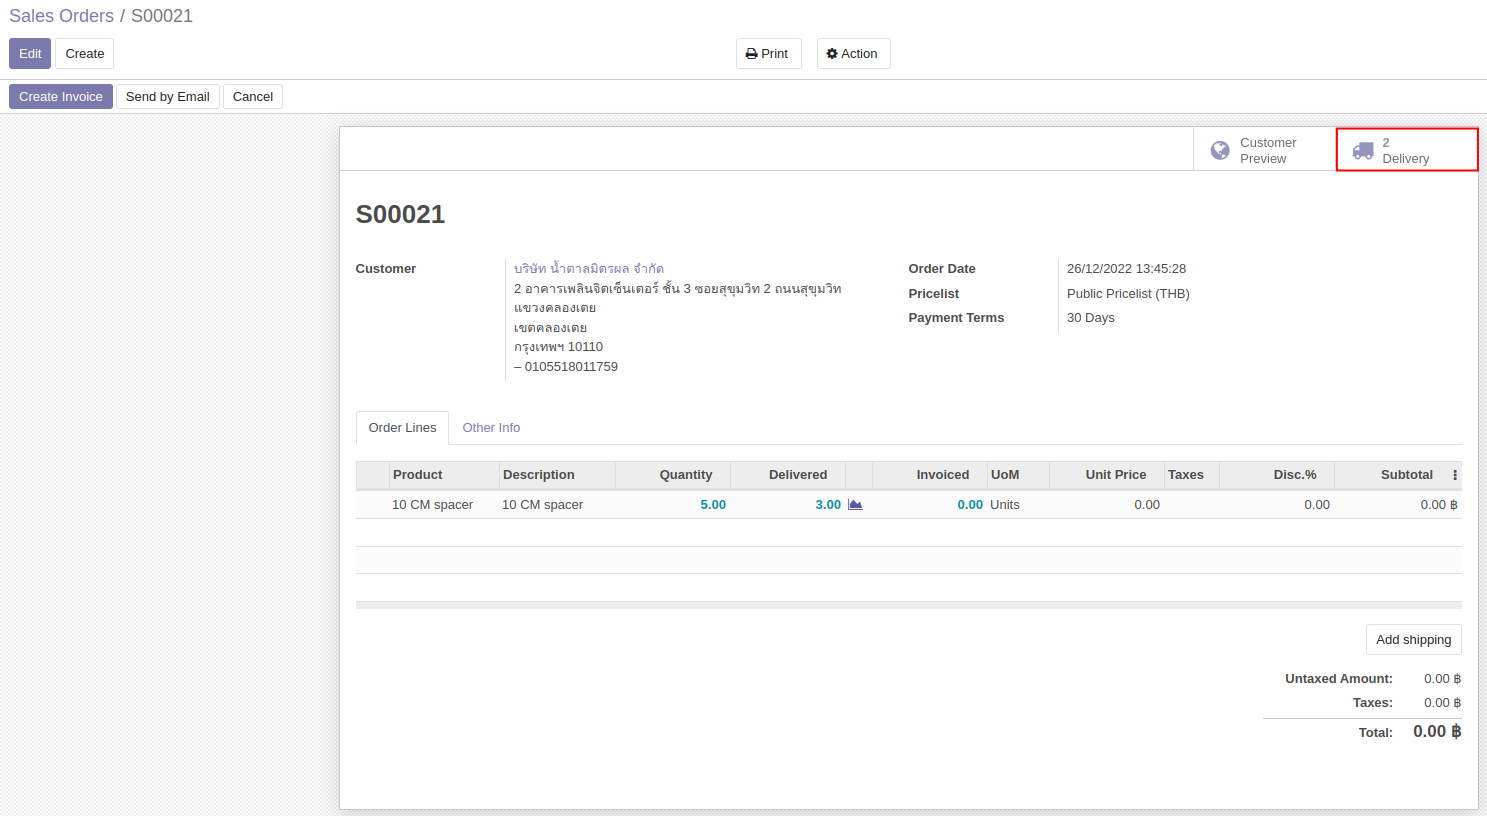 Sales Orders / S00021
Edit Create Print Action
Create Invoice Send by Email Cancel
Customer Preview
2 Delivery
S00021
Customer
บริษัท น้ำตาลมิตรผล จำกัด
2 อาคารเพลินจิตเซ็นเตอร์ ชั้น 3 ซอยสุขุมวิท 2 ถนนสุขุมวิท
แขวงคลองเตย
เขตคลองเตย
กรุงเทพฯ 10110
– 0105518011759
Order Date 26/12/2022 13:45:28
Pricelist Public Pricelist (THB)
Payment Terms 30 Days
Order Lines Other Info
Product Description Quantity Delivered Invoiced UoM Unit Price Taxes Disc.% Subtotal
10 CM spacer 10 CM spacer 5.00 3.00 0.00 Units 0.00 0.00 0.00 ฿
Add shipping
Untaxed Amount: 0.00 ฿
Taxes: 0.00 ฿
Total: 0.00 ฿